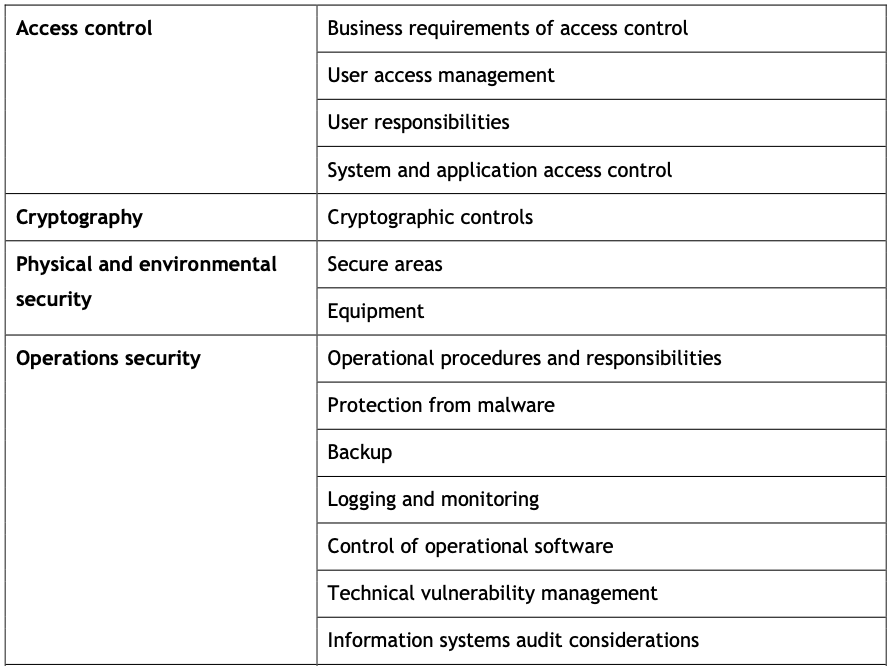 Access control
Business requirements of access control
User access management
User responsibilities
System and application access control
Cryptography
Cryptographic controls
Physical and environmental
security
Secure areas
Equipment
Operations security
Operational procedures and responsibilities
Protection from malware
Backup
Logging and monitoring
Control of operational software
Technical vulnerability management
Information systems audit considerations